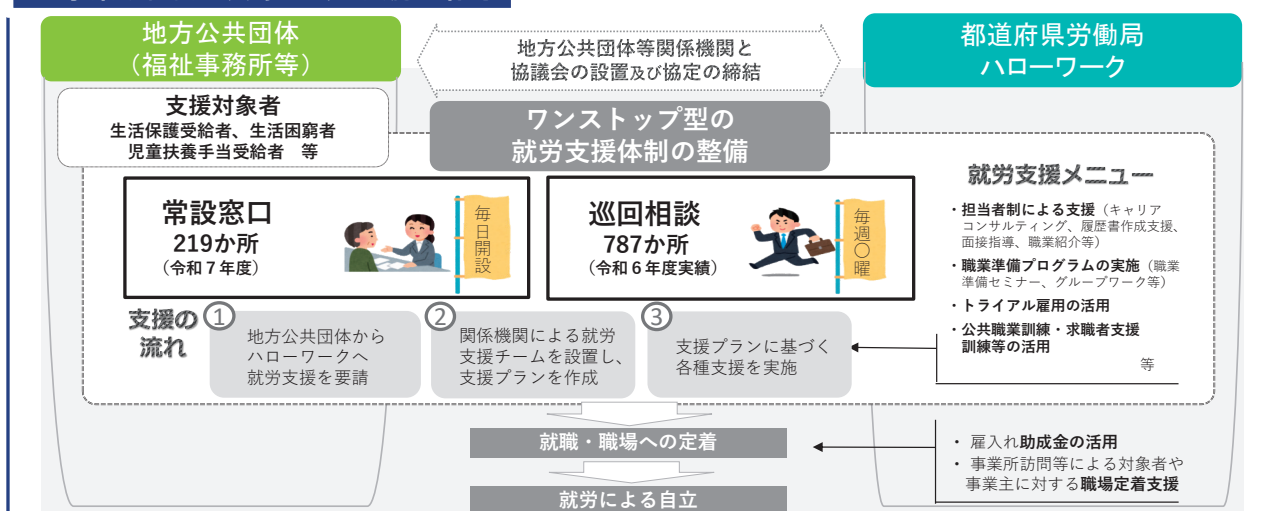 地方公共団体
（福祉事務所等）
地方公共団体等関係機関と
協議会の設置及び協定の締結
都道府県労働局
ハローワーク
支援対象者
生活保護受給者、生活困窮者
児童扶養手当受給者　等
ワンストップ型の
就労支援体制の整備
常設窓口
219か所
（令和７年度）
毎日開設
巡回相談
787か所
（令和６年度実績）
毎週〇曜
就労支援メニュー
・担当者制による支援（キャリア
コンサルティング、履歴書作成支援、
面接指導、職業紹介等）
・職業準備プログラムの実施（職業
準備セミナー、グループワーク等）
・トライアル雇用の活用
・公共職業訓練・求職者支援
訓練等の活用
等
支援の
流れ
①
地方公共団体から
ハローワークへ
就労支援を要請
②
関係機関による就労
支援チームを設置し、
支援プランを作成
③
支援プランに基づく
各種支援を実施
就職・職場への定着
・ 雇入れ助成金の活用
・ 事業所訪問等による対象者や
事業主に対する職場定着支援
就労による自立